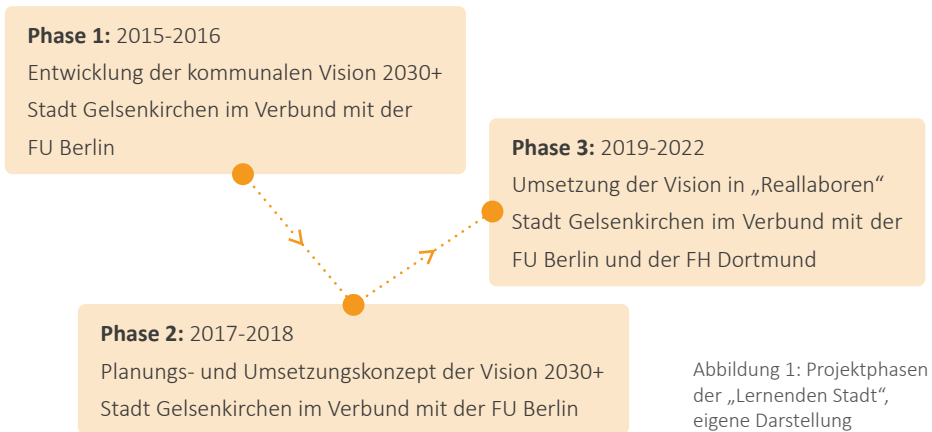 Phase 1: 2015-2016
Entwicklung der kommunalen Vision 2030+
Stadt Gelsenkirchen im Verbund mit der
FU Berlin
Phase 2: 2017-2018
Planungs- und Umsetzungskonzept der Vision 2030+
Stadt Gelsenkirchen im Verbund mit der FU Berlin
Phase 3: 2019-2022
Umsetzung der Vision in „Reallaboren“
Stadt Gelsenkirchen im Verbund mit der
FU Berlin und der FH Dortmund
Abbildung 1: Projektphasen
der „Lernenden Stadt“,
eigene Darstellung